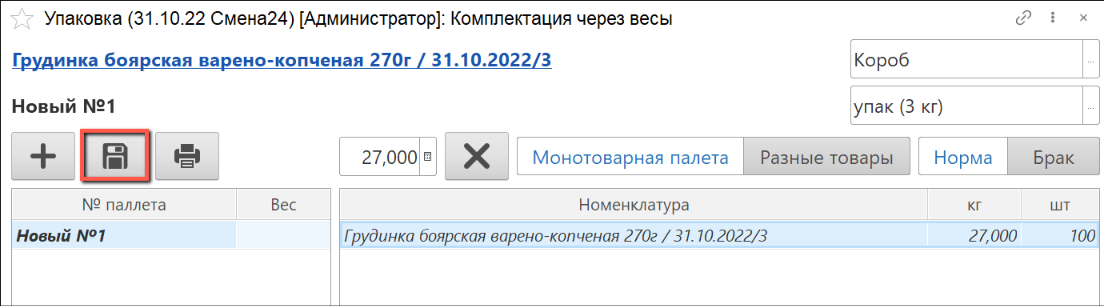 Упаковка (31.10.22 Смена24) [Администратор]: Комплектация через весы
Грудинка боярская варено-копченая 270г / 31.10.2022/3
Короб
...
Новый №1
упак (3 кг)
...
27,000 Монотоварная палета Разные товары Норма Брак
№ паллета Вес Номенклатура кг шт
Новый №1 Грудинка боярская варено-копченая 270г / 31.10.2022/3 27,000 100